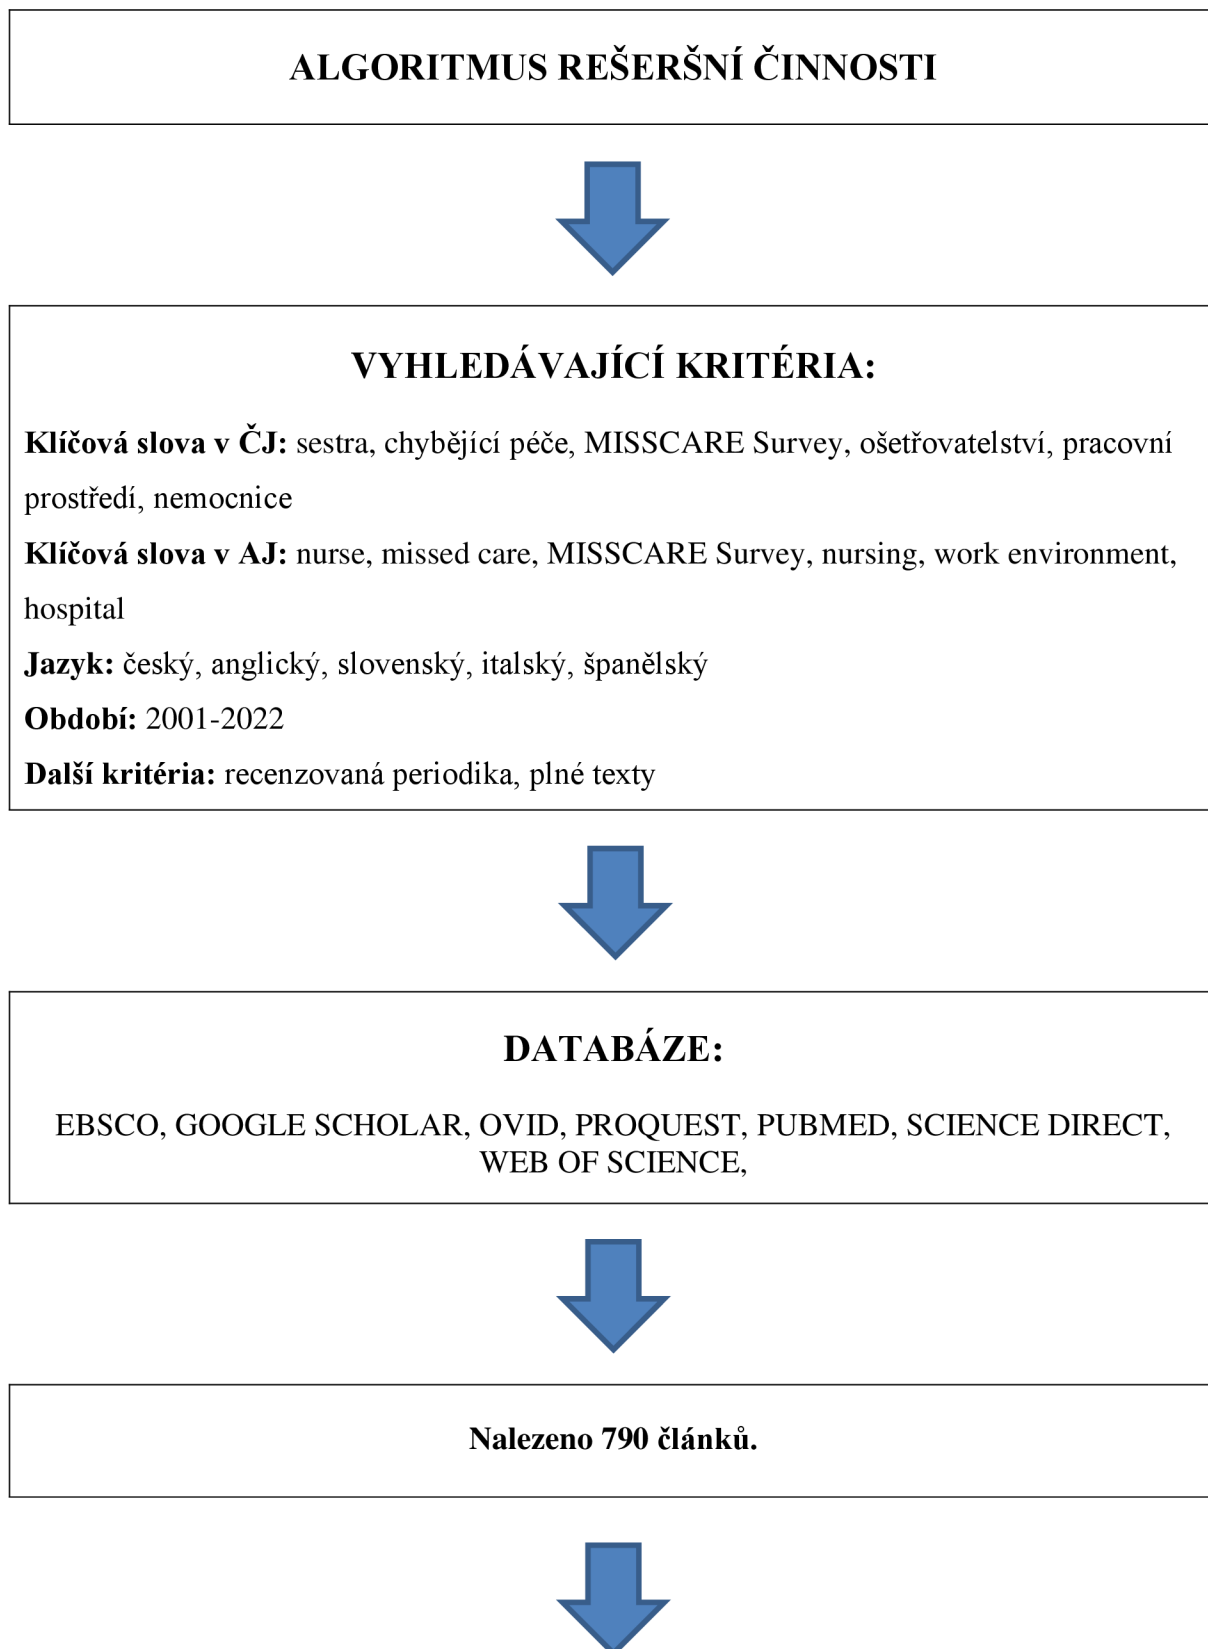 ALGORITMUS REŠERŠNÍ ČINNOSTI
VYHLEDÁVAJÍCÍ KRITÉRIA:
Klíčová slova v ČJ: sestra, chybějící péče, MISSCARE Survey, ošetřovatelství, pracovní
prostředí, nemocnice
Klíčová slova v AJ: nurse, missed care, MISSCARE Survey, nursing, work environment,
hospital
Jazyk: český, anglický, slovenský, italský, španělský
Období: 2001-2022
Další kritéria: recenzovaná periodika, plné texty
DATABÁZE:
EBSCO, GOOGLE SCHOLAR, OVID, PROQUEST, PUBMED, SCIENCE DIRECT,
WEB OF SCIENCE,
Nalezeno 790 článků.